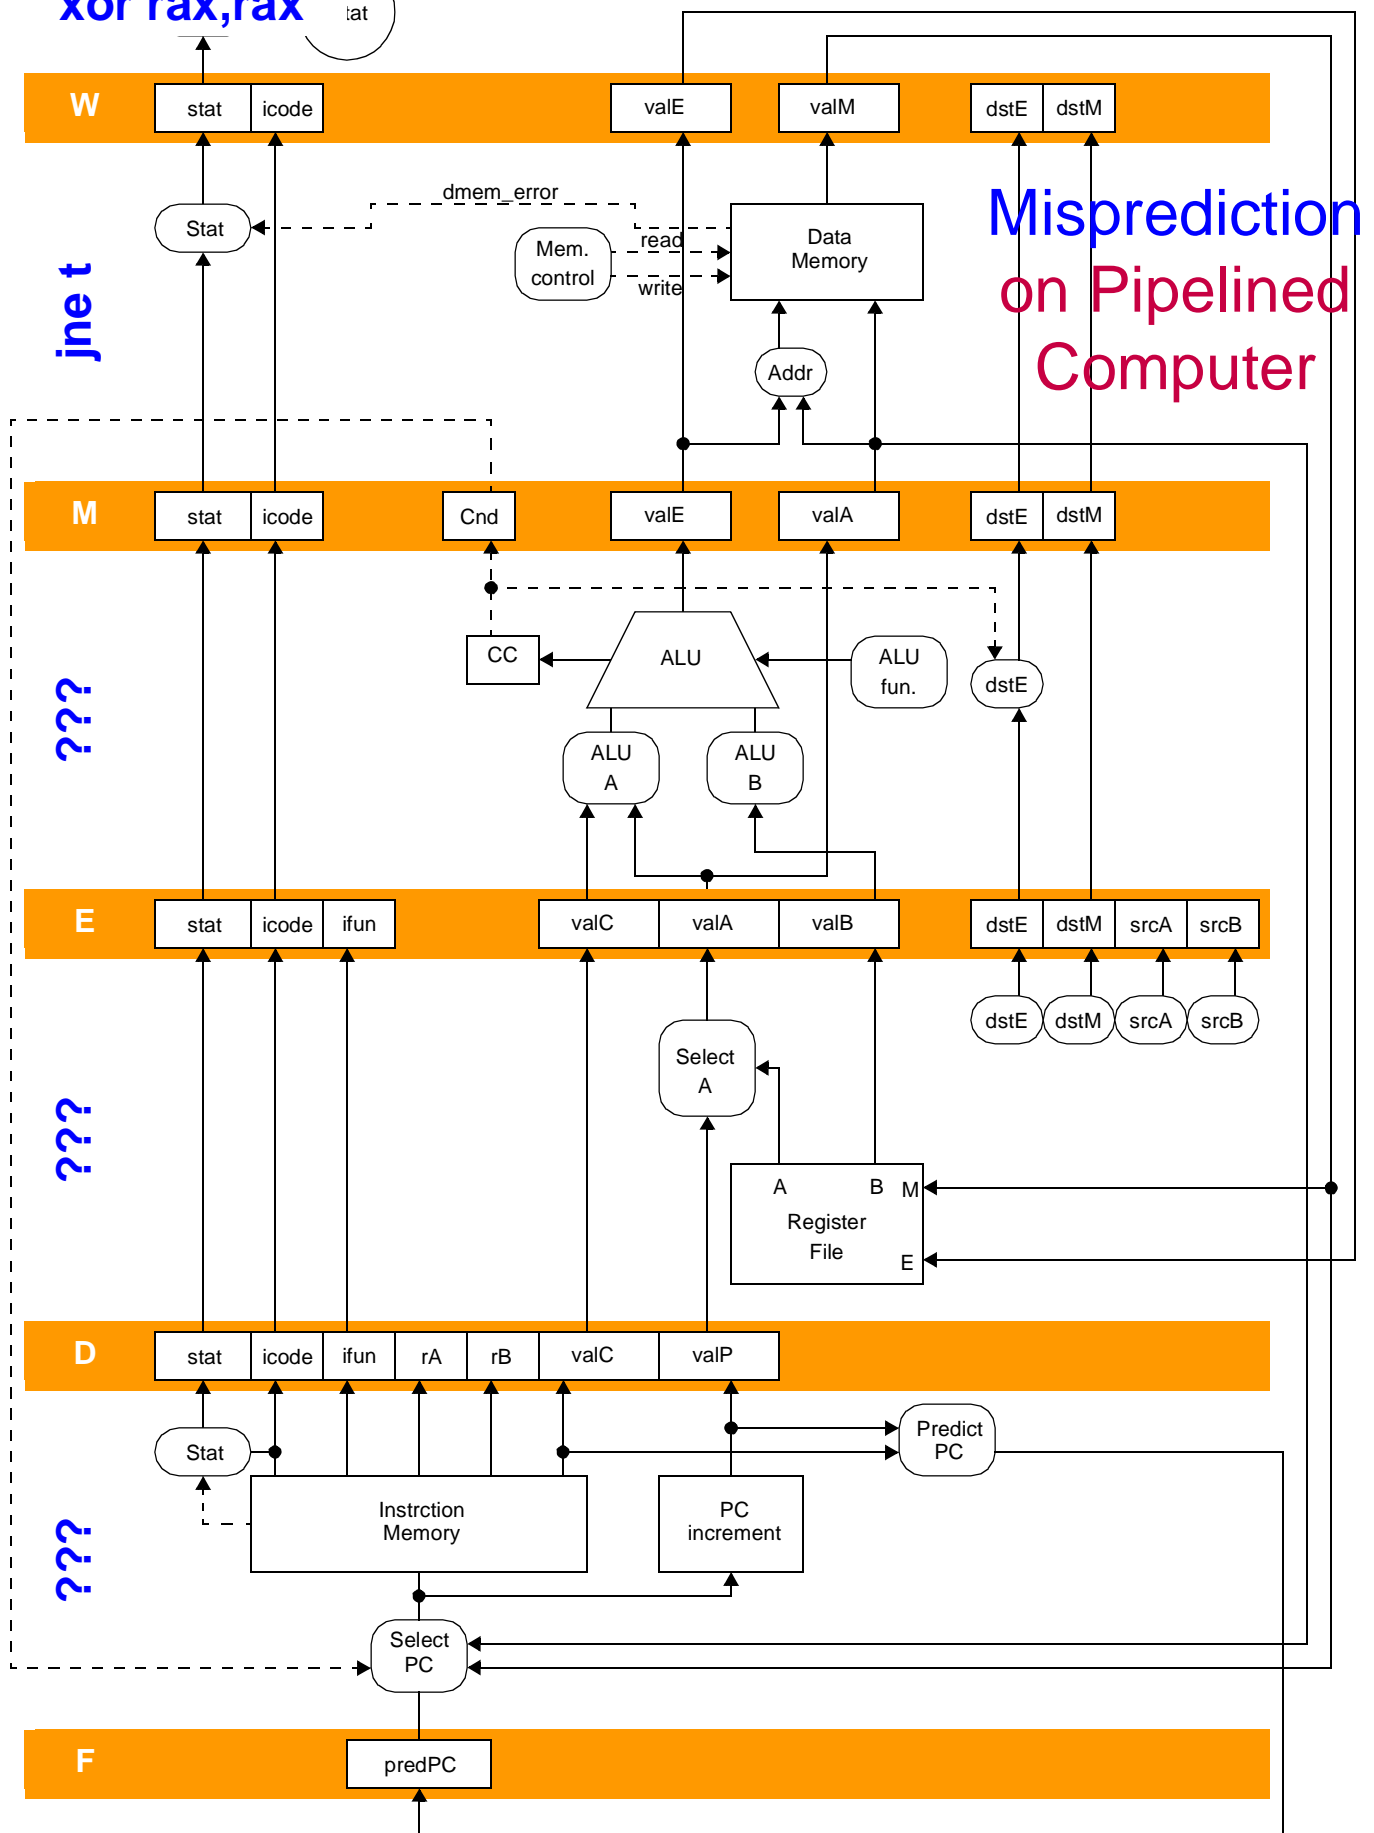 xor rax,rax
tat
W
stat
icode
valE
valM
dstE
dstM
dmem_error
Misprediction
on Pipelined
Computer
Stat
Mem.
control
read
write
Data
Memory
jne t
Addr
M
stat
icode
Cnd
valE
valA
dstE
dstM
CC
ALU
ALU
fun.
dstE
???
ALU
A
ALU
B
E
stat
icode
ifun
valC
valA
valB
dstE
dstM
srcA
srcB
dstE
dstM
srcA
srcB
Select
A
???
A
B
M
Register
File
E
D
stat
icode
ifun
rA
rB
valC
valP
Predict
PC
Stat
Instrction
Memory
PC
increment
???
Select
PC
F
predPC